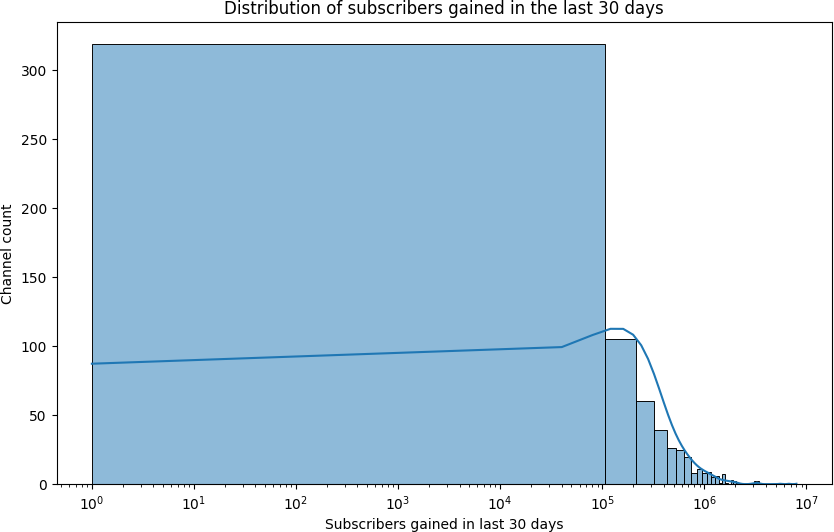 Distribution of subscribers gained in the last 30 days
Channel count
300
250
200
150
100
50
0
10⁰ 10¹ 10² 10³ 10⁴ 10⁵ 10⁶ 10⁷
Subscribers gained in last 30 days